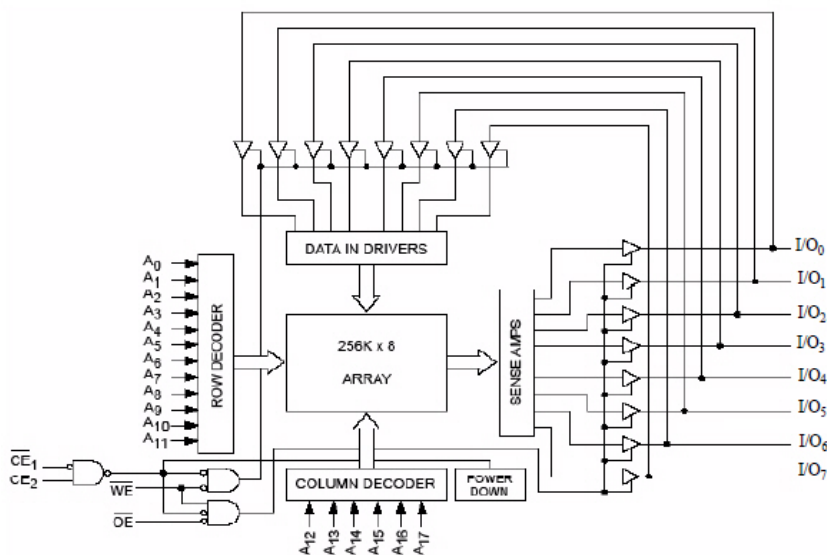 DATA IN DRIVERS
A0
A1
A2
A3
A4
A5
A6
A7
A8
A9
A10
A11
ROW DECODER
256K x 8
ARRAY
SENSE AMPS
I/O0
I/O1
I/O2
I/O3
I/O4
I/O5
I/O6
I/O7
CE1
CE2
WE
OE
COLUMN DECODER
POWER
DOWN
A12
A13
A14
A15
A16
A17